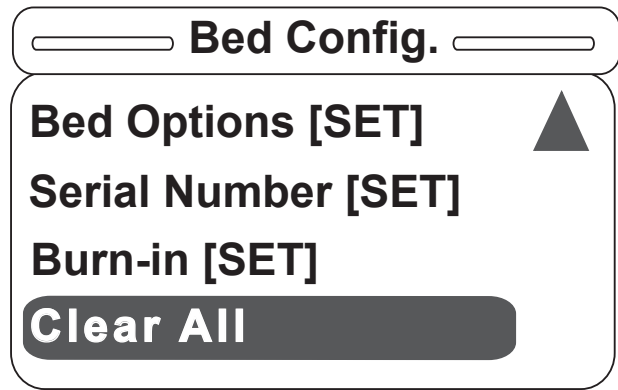 Bed Config.
Bed Options [SET]
Serial Number [SET]
Burn-in [SET]
Clear All